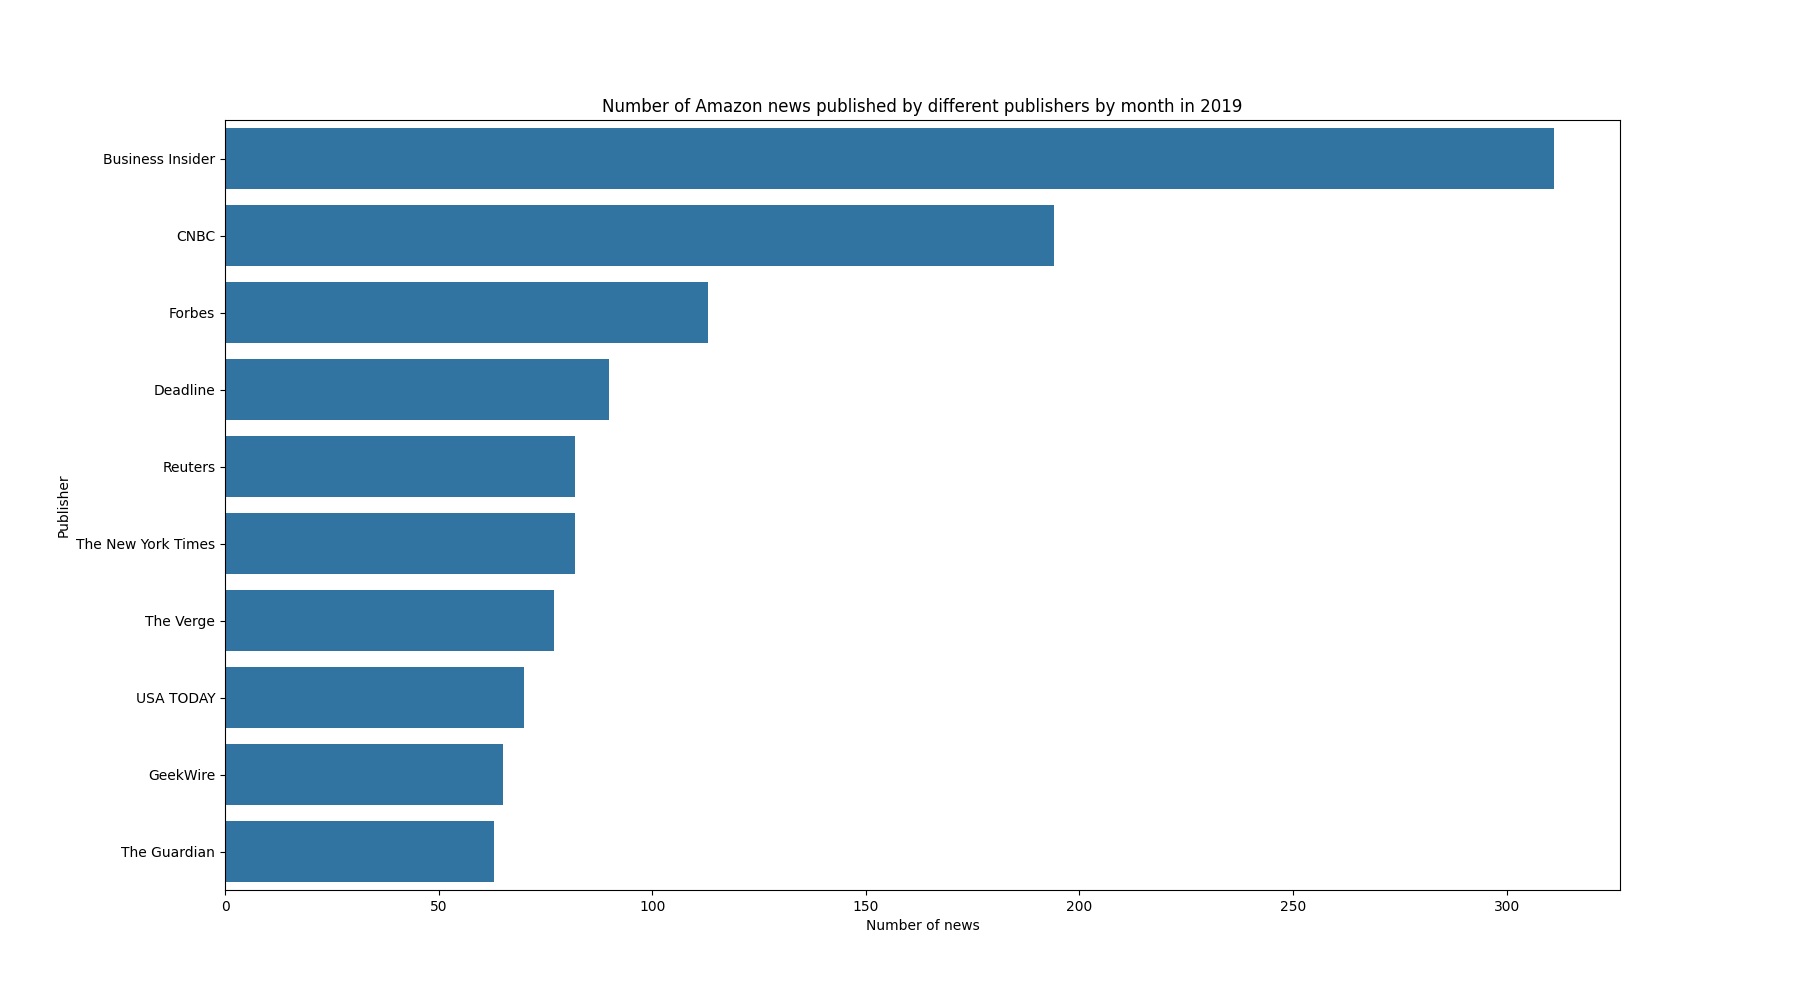 Number of Amazon news published by different publishers by month in 2019
Publisher
Business Insider
CNBC
Forbes
Deadline
Reuters
The New York Times
The Verge
USA TODAY
GeekWire
The Guardian
0 50 100 150 200 250 300
Number of news